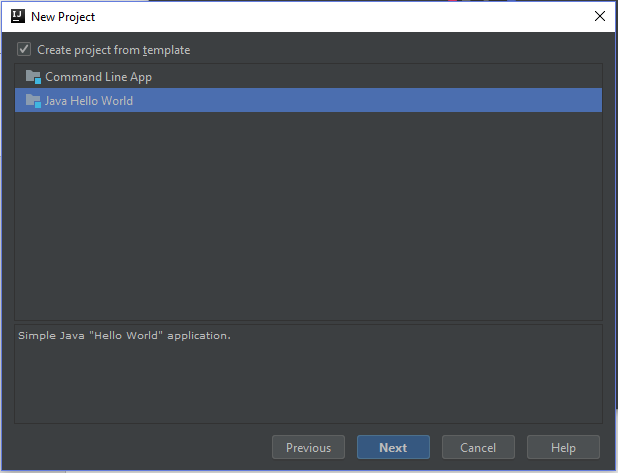 IJ New Project
Create project from template
Command Line App
Java Hello World
Simple Java "Hello World" application.
Previous Next Cancel Help